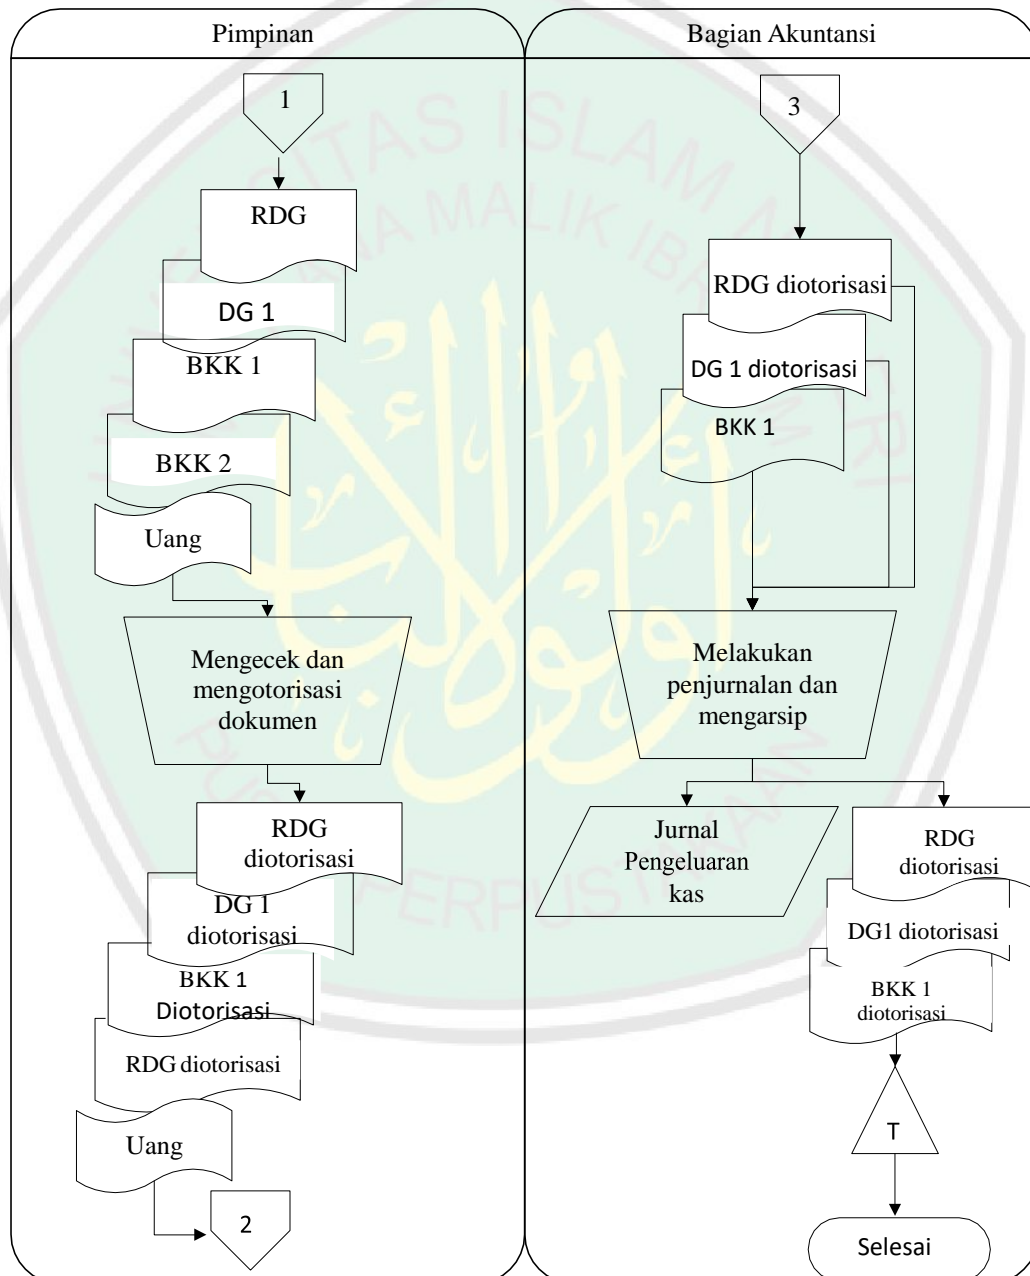 Pimpinan
1
RDG
DG 1
BKK 1
BKK 2
Uang
Mengecek dan
mengotorisasi
dokumen
RDG
diotorisasi
DG 1
diotorisasi
BKK 1
Diotorisasi
RDG diotorisasi
Uang
2
Bagian Akuntansi
3
RDG diotorisasi
DG 1 diotorisasi
BKK 1
Melakukan
penjurnalan dan
mengarsip
Jurnal
Pengeluaran
kas
RDG
diotorisasi
DG1 diotorisasi
BKK 1
diotorisasi
T
Selesai